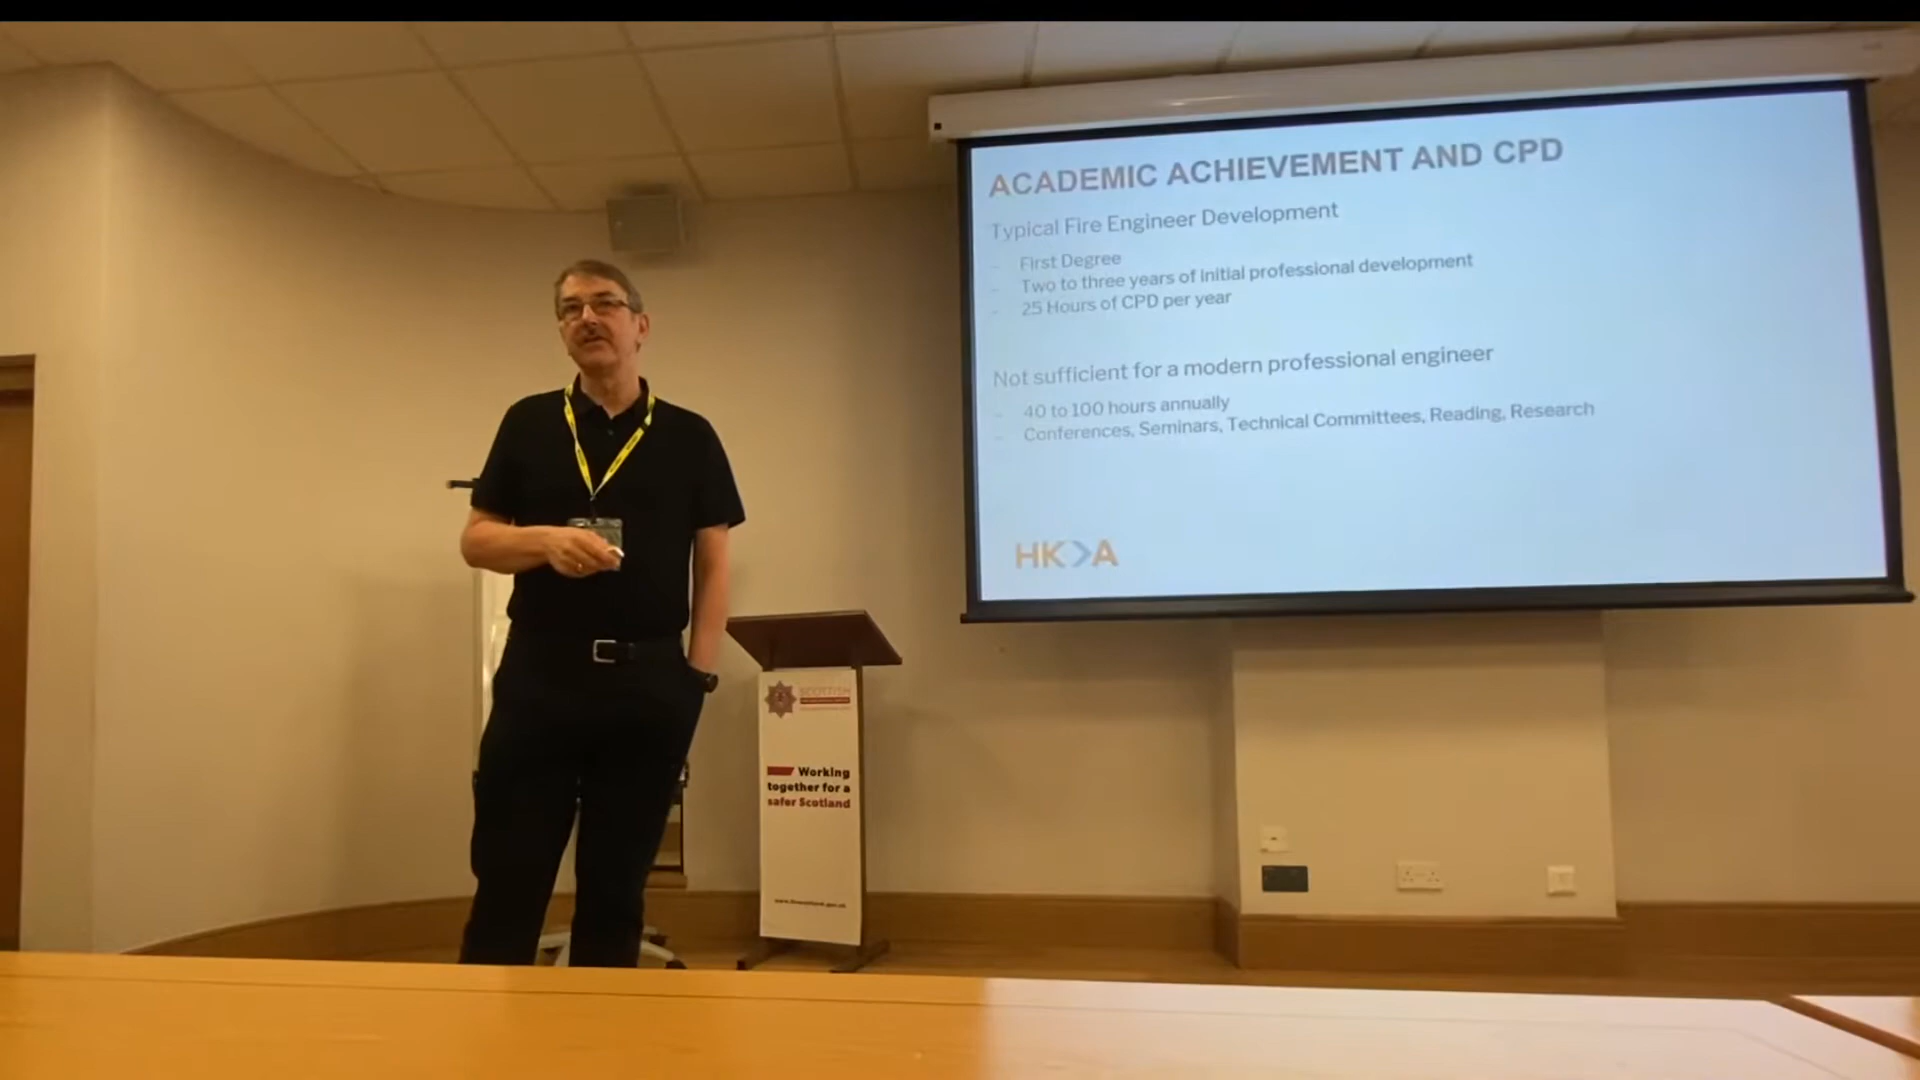 ACADEMIC ACHIEVEMENT AND CPD
Typical Fire Engineer Development
- First Degree
- Two to three years of initial professional development
- 25 Hours of CPD per year
Not sufficient for a modern professional engineer
- 40 to 100 hours annually
- Conferences, Seminars, Technical Committees, Reading, Research
HK>A
SCOTTISH
Working
together for a
safer Scotland